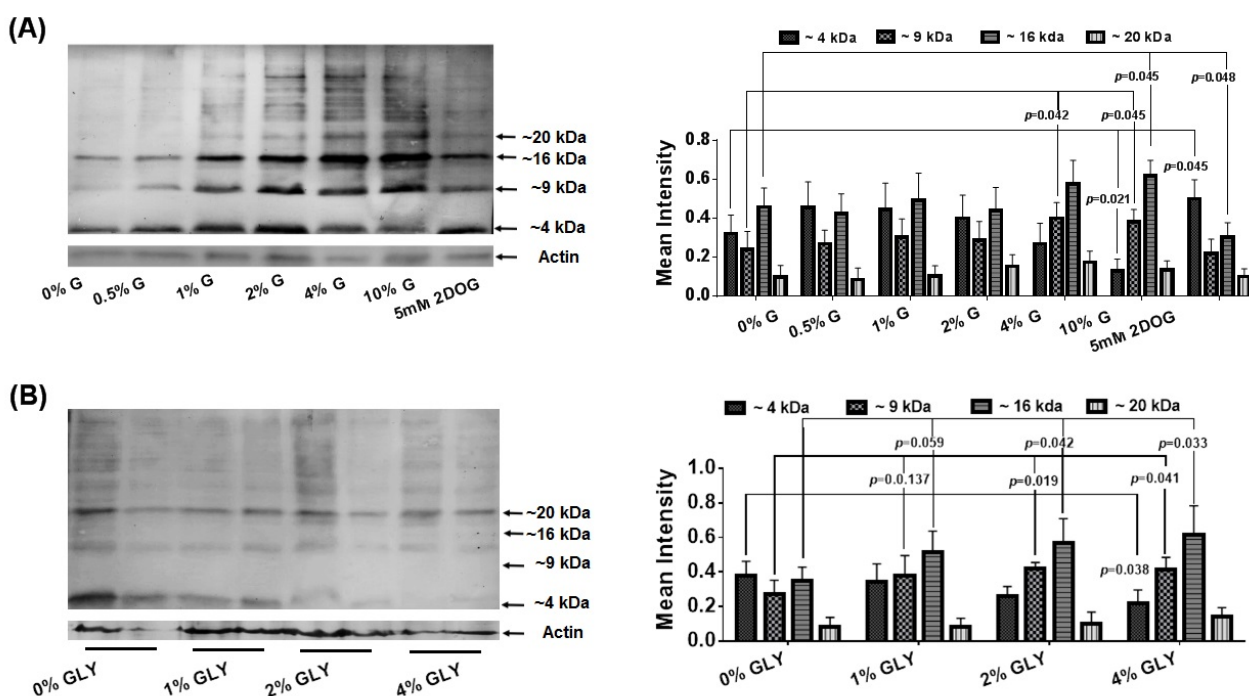 (A)
~20 kDa
~16 kDa
~9 kDa
~4 kDa
Actin
0% G 0.5% G 1% G 2% G 4% G 10% G 5mM 2DOG
~ 4 kDa ~ 9 kDa ~ 16 kda ~ 20 kDa
p=0.045
p=0.048
p=0.042
p=0.045
p=0.045
p=0.021
Mean Intensity
0.8
0.6
0.4
0.2
0.0
0% G 0.5% G 1% G 2% G 4% G 10% G 5mM 2DOG
(B)
~20 kDa
~16 kDa
~9 kDa
~4 kDa
Actin
0% GLY 1% GLY 2% GLY 4% GLY
~ 4 kDa ~ 9 kDa ~ 16 kda ~ 20 kDa
p=0.059
p=0.042
p=0.033
p=0.0.137
p=0.019
p=0.041
p=0.038
Mean Intensity
1.0
0.8
0.6
0.4
0.2
0.0
0% GLY 1% GLY 2% GLY 4% GLY